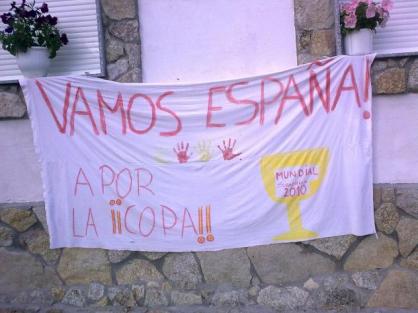 VAMOS ESPAÑA!
A POR
LA ¡¡COPA!!
MUNDIAL
2010